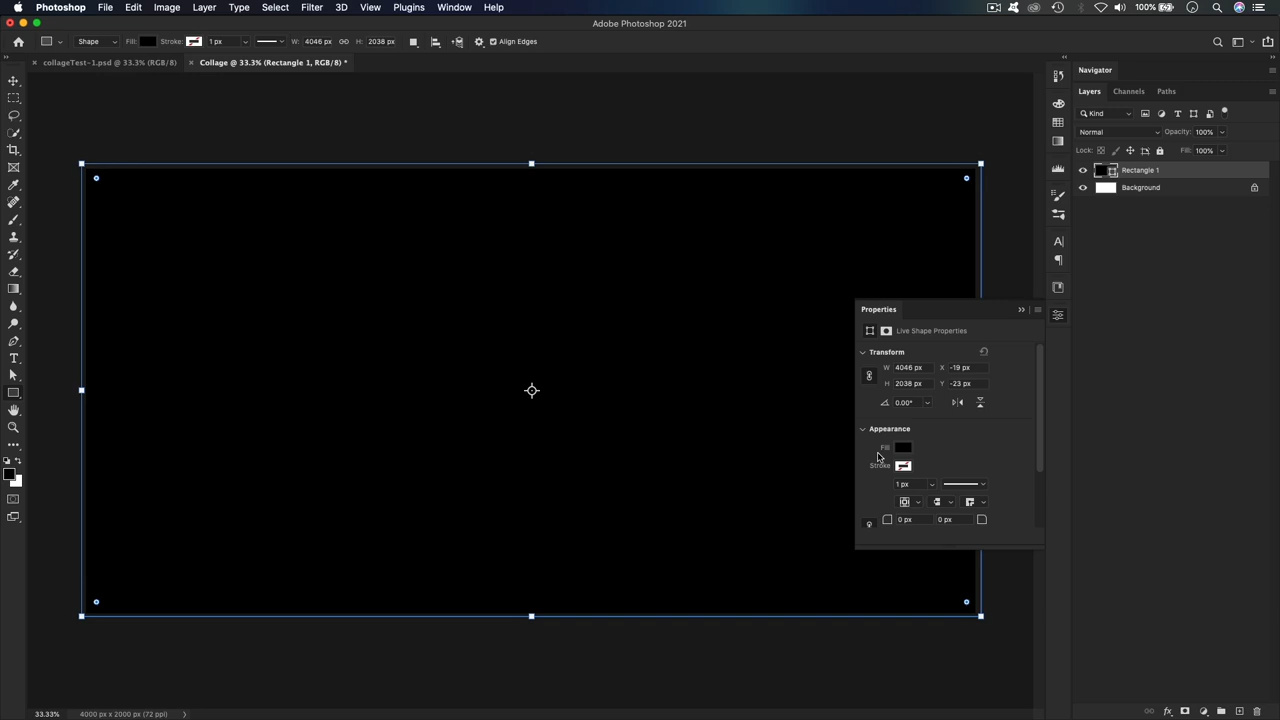 Photoshop File Edit Image Layer Type Select Filter 3D View Plugins Window Help 100%
Adobe Photoshop 2021
Shape Fill: Stroke: 1 px W: 4046 px H: 2038 px Align Edges
collageTest-1.psd @ 33.3% (RGB/8) Collage @ 33.3% (Rectangle 1, RGB/8) *
Navigator
Layers Channels Paths
Kind
Normal Opacity: 100%
Lock: Fill: 100%
Rectangle 1
Background
Properties
Live Shape Properties
Transform
W 4046 px X -19 px
H 2038 px Y -23 px
0.00°
Appearance
Fill
Stroke
1 px
0 px 0 px
33.33% 4000 px x 2000 px (72 ppi)